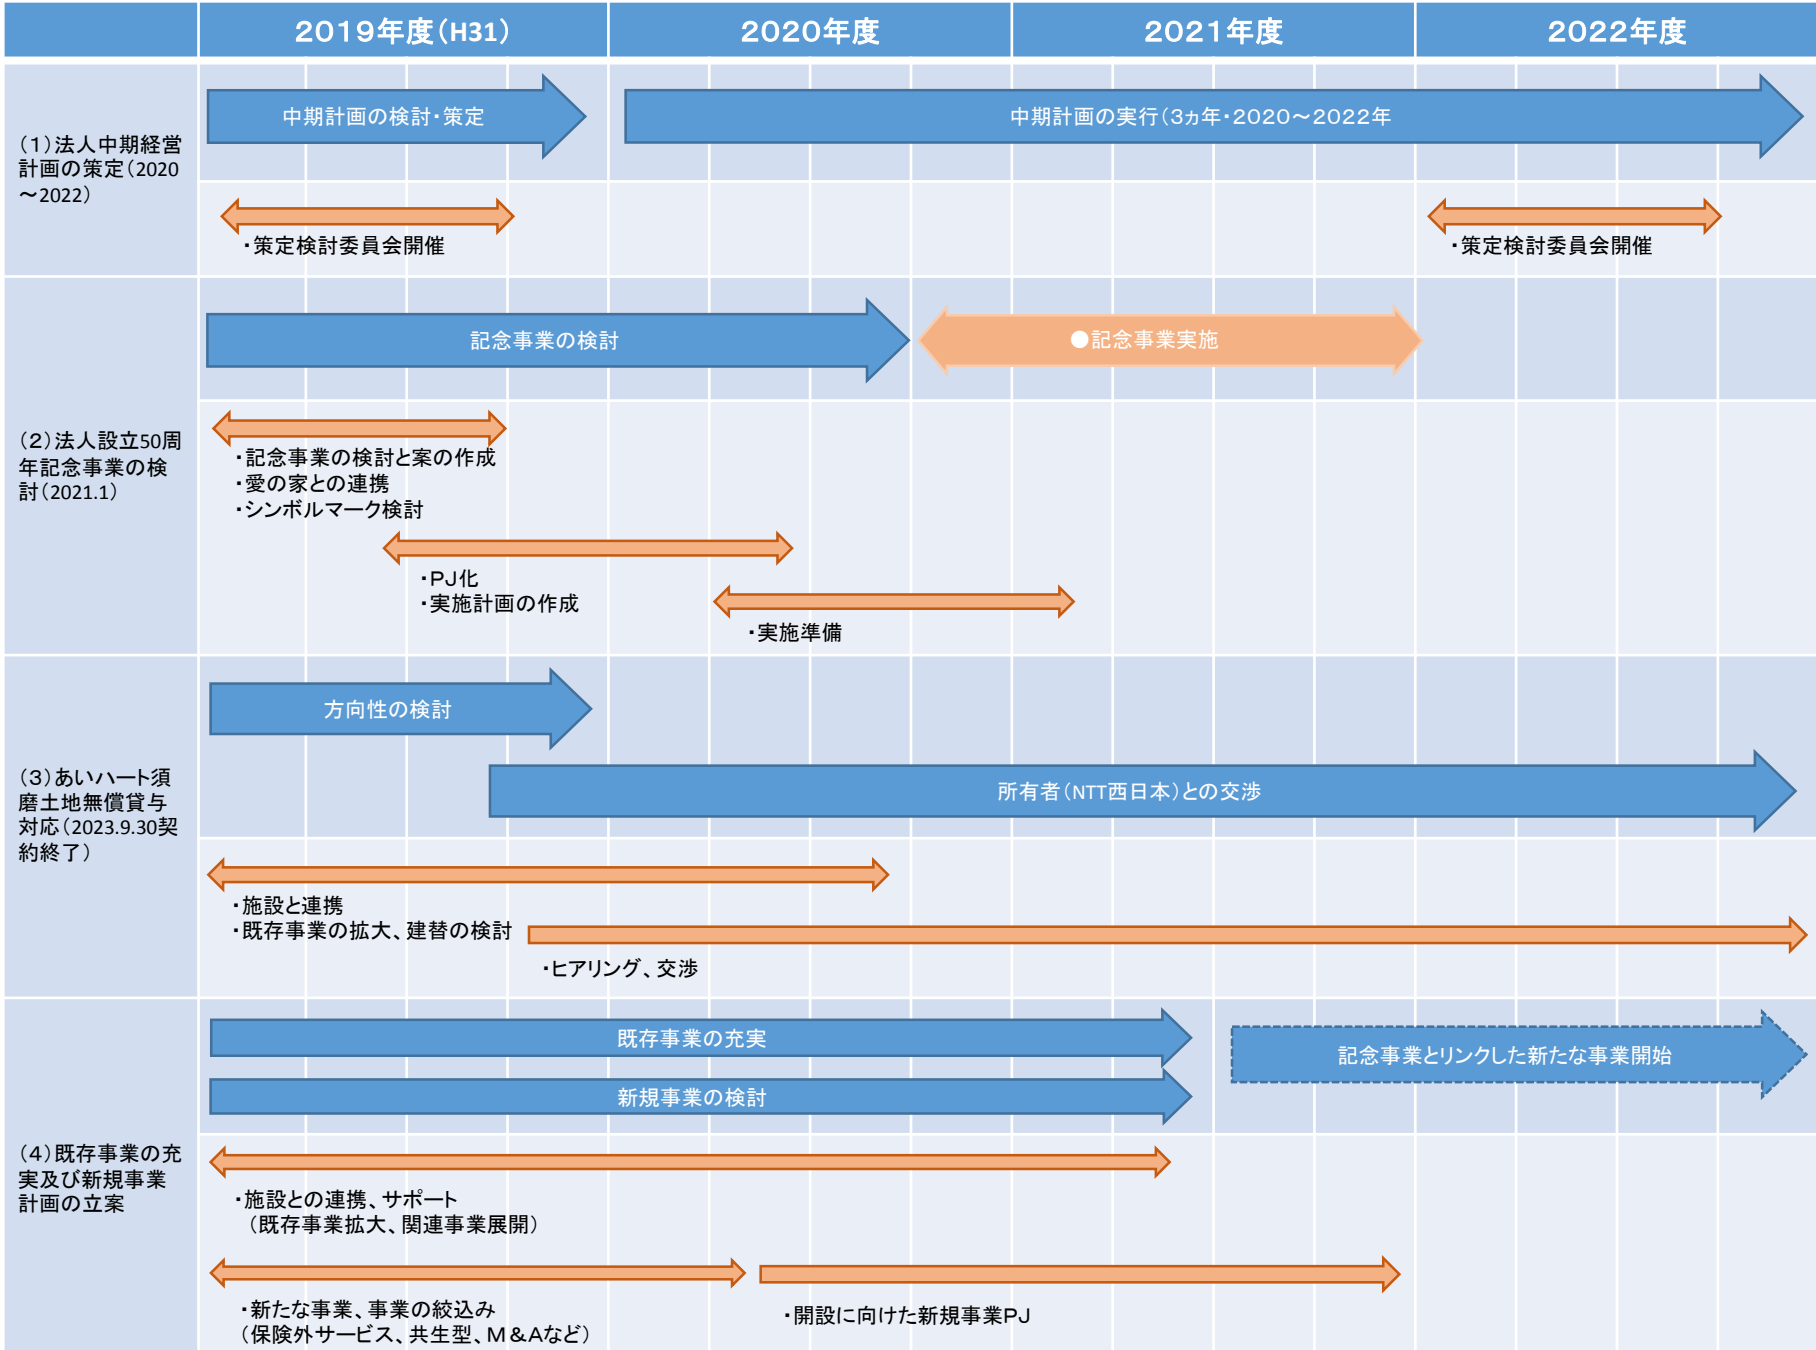 2019年度(H31)
2020年度
2021年度
2022年度
(1)法人中期経営
計画の策定(2020
～2022)
中期計画の検討・策定
中期計画の実行(3ヵ年・2020～2022年
・策定検討委員会開催
・策定検討委員会開催
(2)法人設立50周
年記念事業の検
討(2021.1)
記念事業の検討
●記念事業実施
・記念事業の検討と案の作成
・愛の家との連携
・シンボルマーク検討
・PJ化
・実施計画の作成
・実施準備
(3)あいハート須
磨土地無償貸与
対応(2023.9.30契
約終了)
方向性の検討
所有者(NTT西日本)との交渉
・施設と連携
・既存事業の拡大、建替の検討
・ヒアリング、交渉
(4)既存事業の充
実及び新規事業
計画の立案
既存事業の充実
新規事業の検討
記念事業とリンクした新たな事業開始
・施設との連携、サポート
(既存事業拡大、関連事業展開)
・新たな事業、事業の絞込み
(保険外サービス、共生型、M&Aなど)
・開設に向けた新規事業PJ